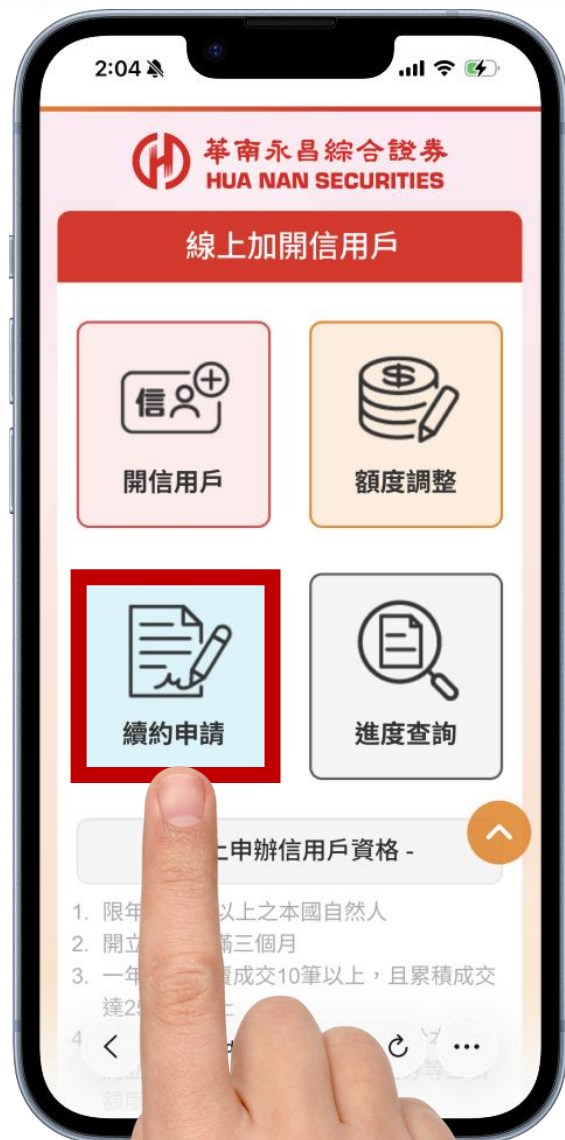 2:04
華南永昌綜合證券
HUA NAN SECURITIES
線上加開信用戶
信
開信用戶
額度調整
續約申請
進度查詢
上申辦信用戶資格 -
1. 限年 以上之本國自然人
2. 開立 滿三個月
3. 一年 賣成交10筆以上，且累積成交
達25
4
額度